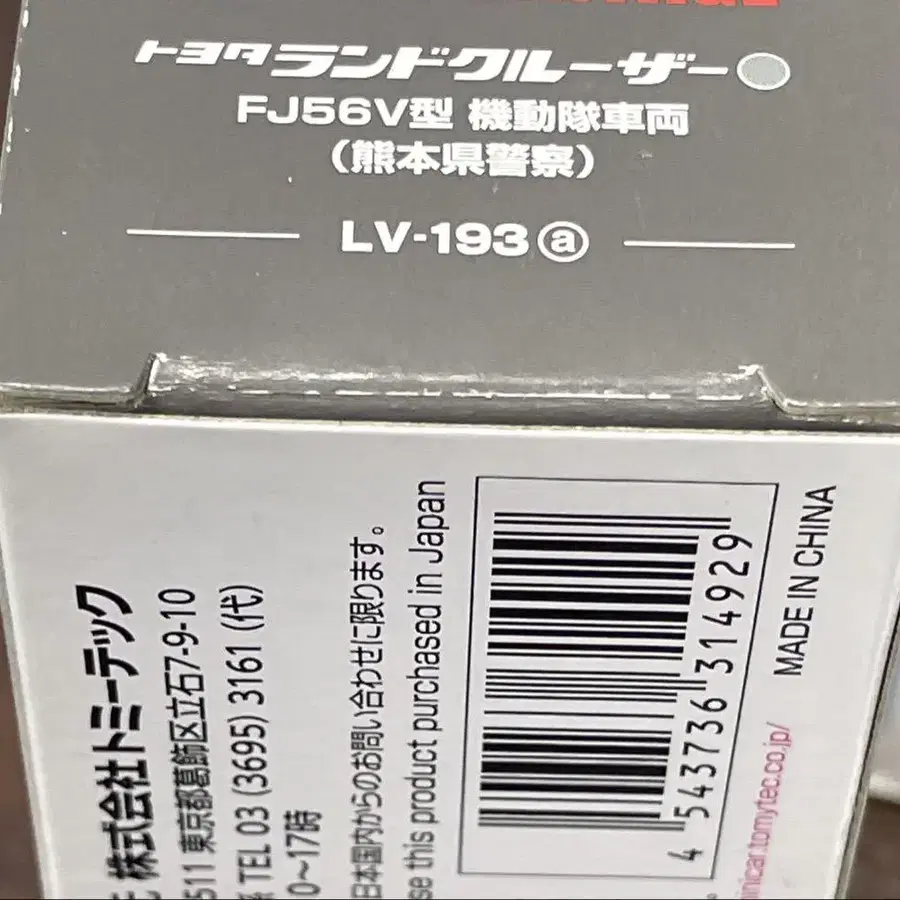 トヨタランドクルーザー
FJ56V型 機動隊車両
（熊本県警察）
LV-193ⓐ
株式会社トミーテック
511 東京都葛飾区立石7-9-10
TEL 03 (3695) 3161 (代)
0～17時
日本国内からのお問い合わせに限ります。
se this product purchased in Japan
4 543736 314929
MADE IN CHINA
inicar.tomytec.co.jp/